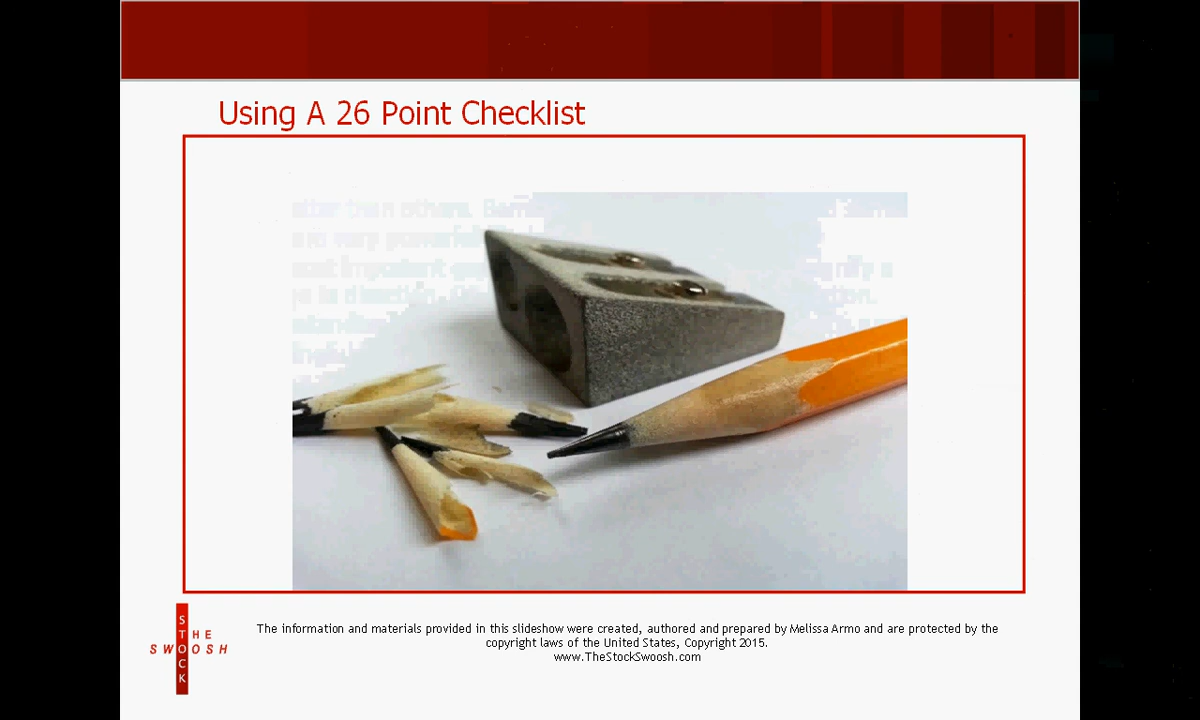 Using A 26 Point Checklist
THE
STOCK
SWOOSH
The information and materials provided in this slideshow were created, authored and prepared by Melissa Armo and are protected by the
copyright laws of the United States, Copyright 2015.
www.TheStockSwoosh.com